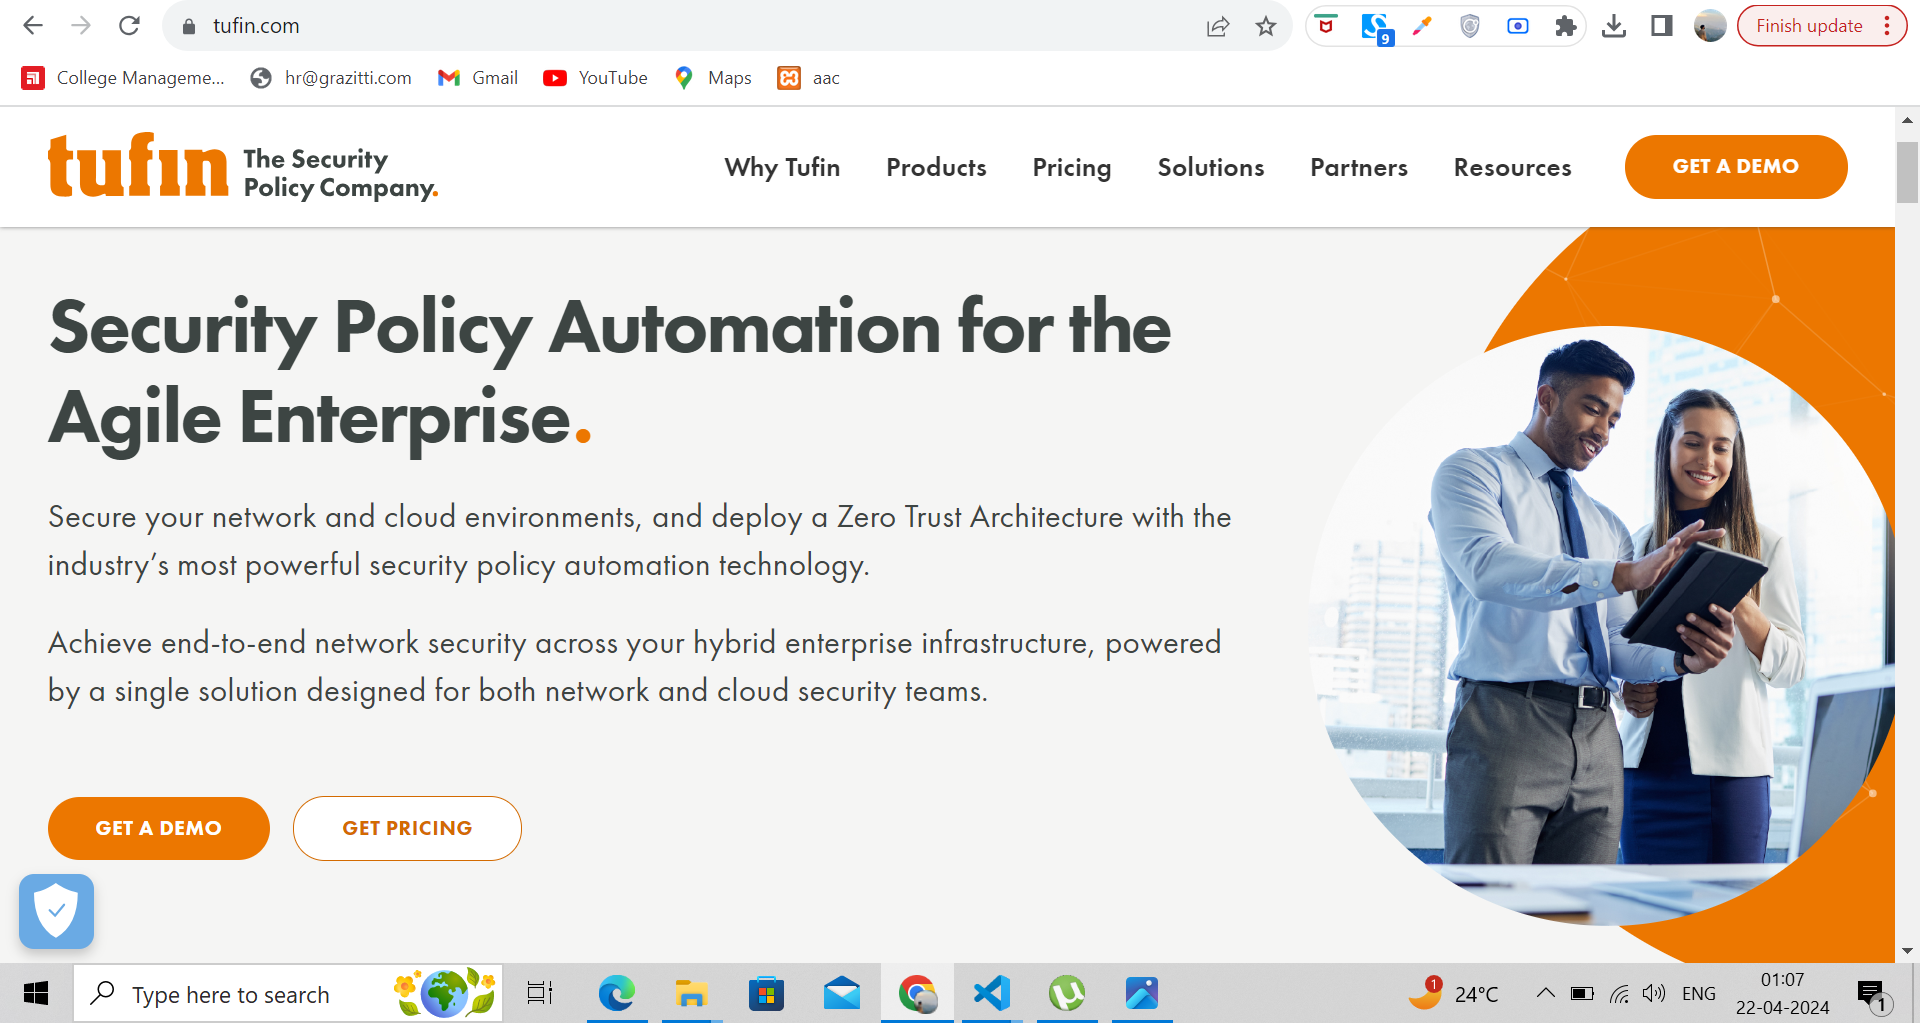 tufin.com
9
Finish update
College Manageme...
hr@grazitti.com
Gmail
YouTube
Maps
aac
tufin
The Security
Policy Company.
Why Tufin
Products
Pricing
Solutions
Partners
Resources
GET A DEMO
Security Policy Automation for the
Agile Enterprise.
Secure your network and cloud environments, and deploy a Zero Trust Architecture with the
industry’s most powerful security policy automation technology.
Achieve end-to-end network security across your hybrid enterprise infrastructure, powered
by a single solution designed for both network and cloud security teams.
GET A DEMO
GET PRICING
Type here to search
1
24°C
ENG
01:07
22-04-2024
1